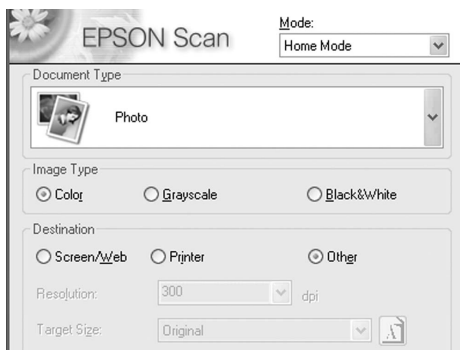 EPSON Scan
Mode:
Home Mode
Document Type
Photo
Image Type
Color Grayscale Black&White
Destination
Screen/Web Printer Other
Resolution: 300 dpi
Target Size: Original A